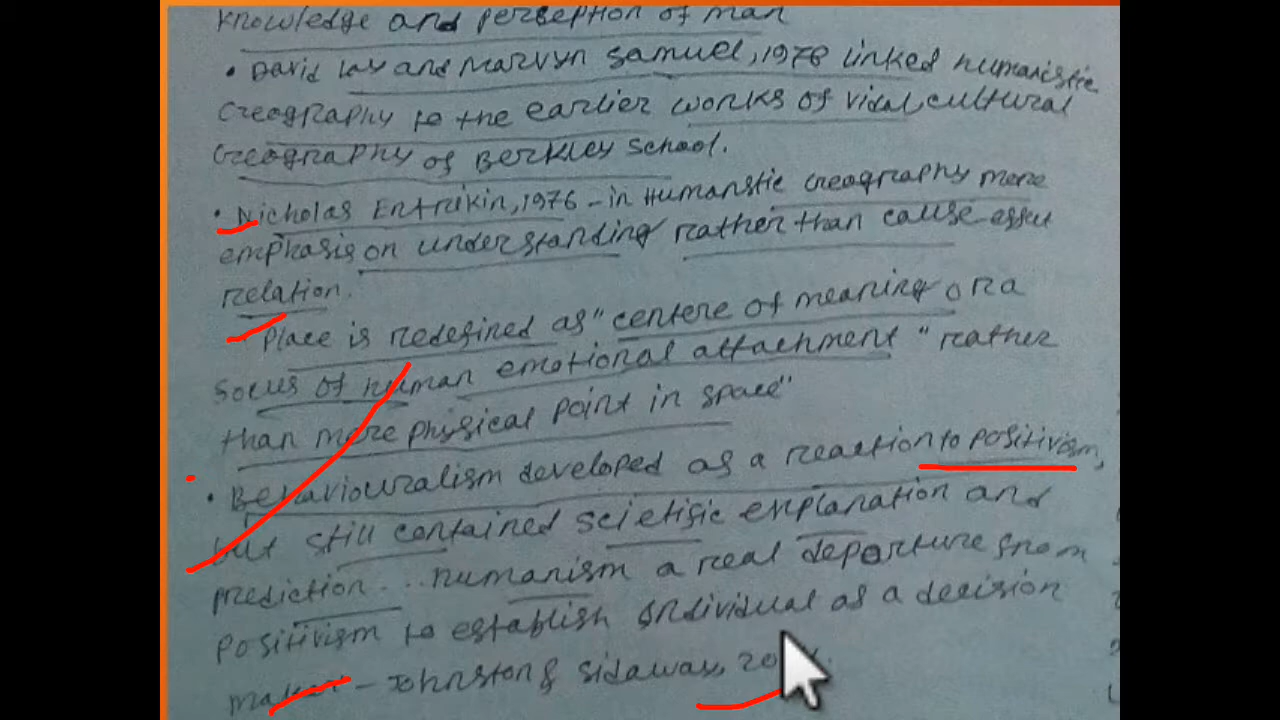 Knowledge and perception of man
• David Lay and Marvyn Samuel, 1978 linked humanistic
Geography to the earlier works of vidal, cultural
Geography of Berkley School.
• Nicholas Entrikin, 1976 - in Humanstic Geography more
emphasis on understanding rather than cause effect
relation.
Place is redefined as "centere of meaning or a
focus of human emotional attachment " rather
than mere physical point in space"
• Behaviouralism developed as a reaction to positivism,
but still contained scietific explanation and
prediction... humanism a real departure from
positivism to establish individual as a decision
maker - Johnston & sidaway,